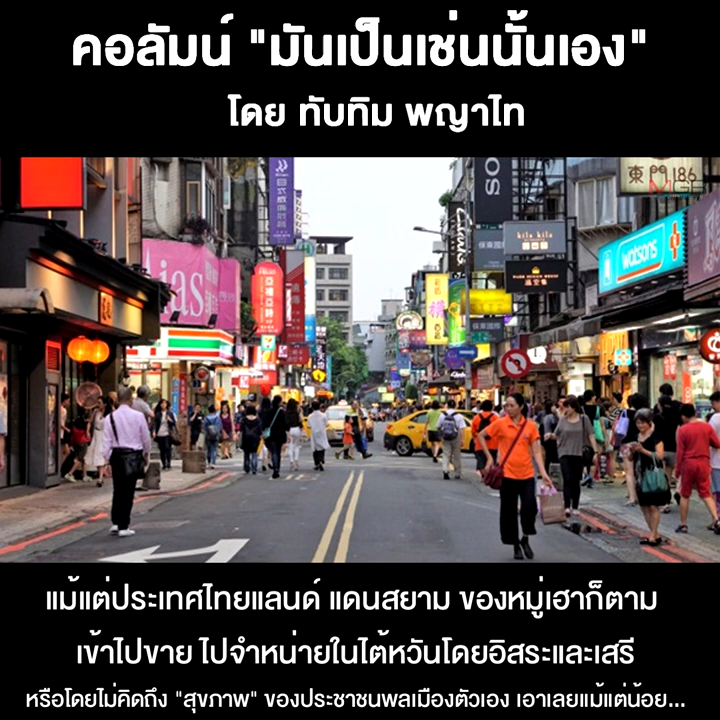 คอลัมน์ "มันเป็นเช่นนั้นเอง"
โดย ทับทิม พญาไท
東門 186
kila kila
watsons
แม้แต่ประเทศไทยแลนด์ แดนสยาม ของหมู่เฮาก็ตาม
เข้าไปขาย ไปจำหน่ายในไต้หวันโดยอิสระและเสรี
หรือโดยไม่คิดถึง "สุขภาพ" ของประชาชนพลเมืองตัวเอง เอาเลยแม้แต่น้อย...